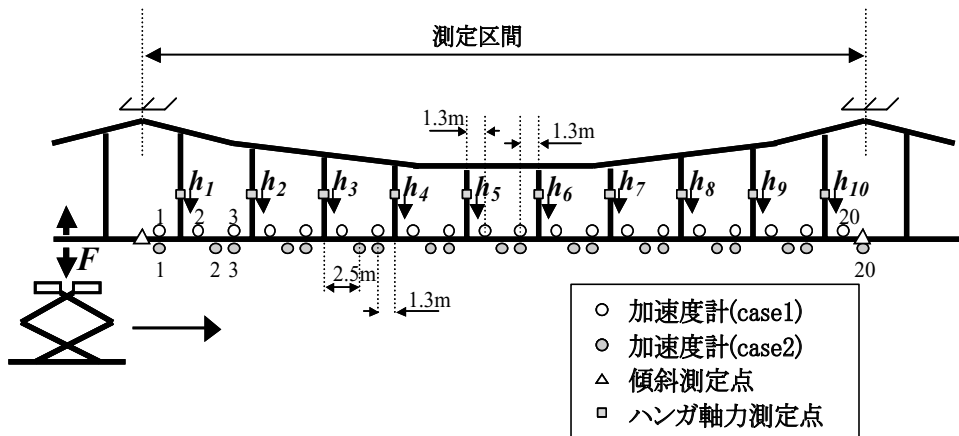 測定区間
1.3m
1.3m
h1 h2 h3 h4 h5 h6 h7 h8 h9 h10
1 2 3 20
F
1 2 3 20
2.5m
1.3m
加速度計(case1)
加速度計(case2)
傾斜測定点
ハンガ軸力測定点